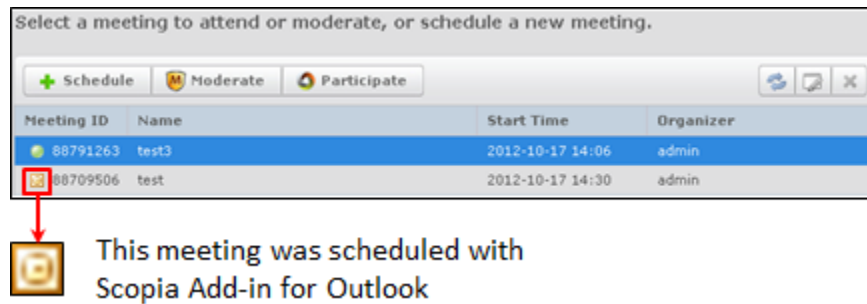 Select a meeting to attend or moderate, or schedule a new meeting.
Schedule Moderate Participate
Meeting ID Name Start Time Organizer
88791263 test3 2012-10-17 14:06 admin
88709506 test 2012-10-17 14:30 admin
This meeting was scheduled with
Scopia Add-in for Outlook